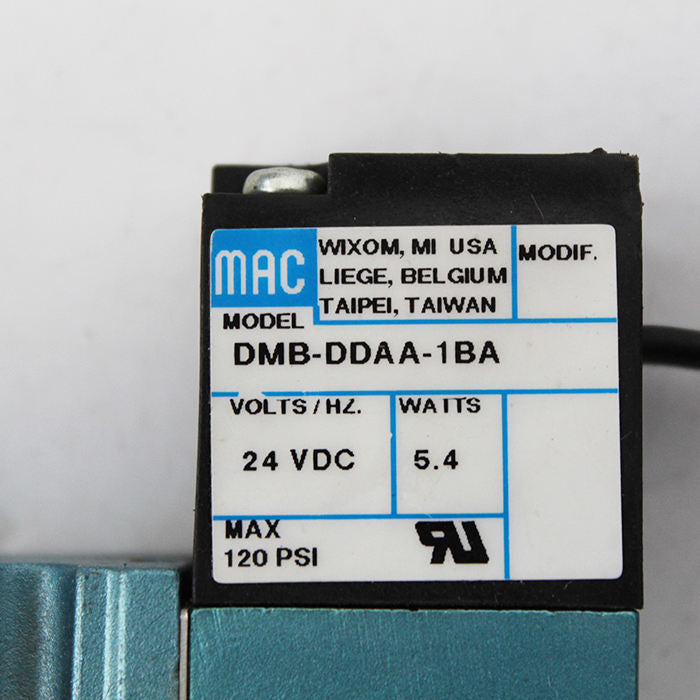 MAC
WIXOM, MI USA
LIEGE, BELGIUM
TAIPEI, TAIWAN
MODIF.
MODEL
DMB-DDAA-1BA
VOLTS/HZ.
WATTS
24 VDC
5.4
MAX
120 PSI
UR